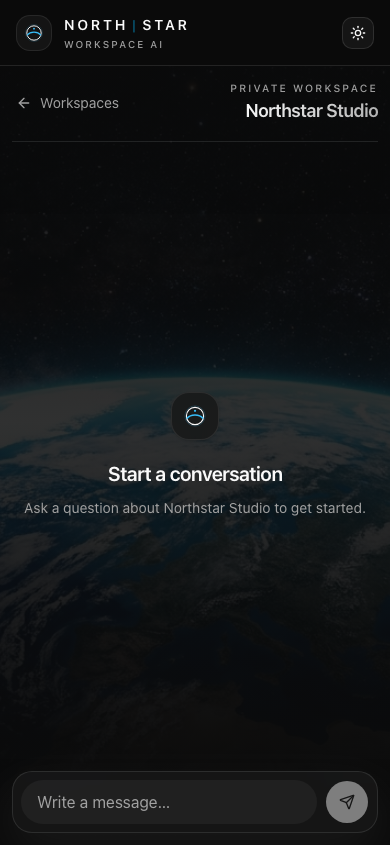 NORTH | STAR
WORKSPACE AI
Workspaces
PRIVATE WORKSPACE
Northstar Studio
Start a conversation
Ask a question about Northstar Studio to get started.
Write a message...